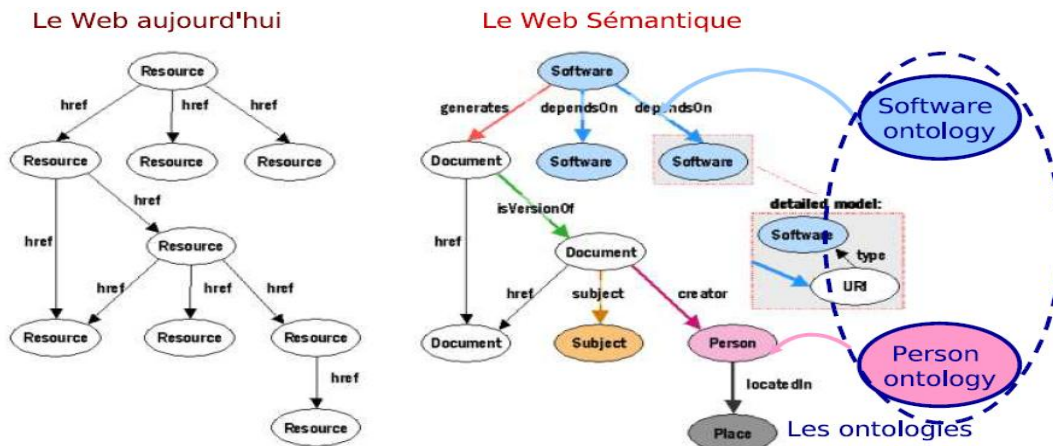 Le Web aujourd'hui
Resource
href
href
href
Resource
Resource
Resource
href
href
Resource
href
href
href
Resource
Resource
Resource
href
Resource
Le Web Sémantique
Software
generates
dependsOn
dependsOn
Document
Software
Software
isVersionOf
href
Document
href
subject
creator
Document
Subject
Person
locatedIn
Place
detailed model:
Software
type
URI
Software
ontology
Person
ontology
Les ontologies